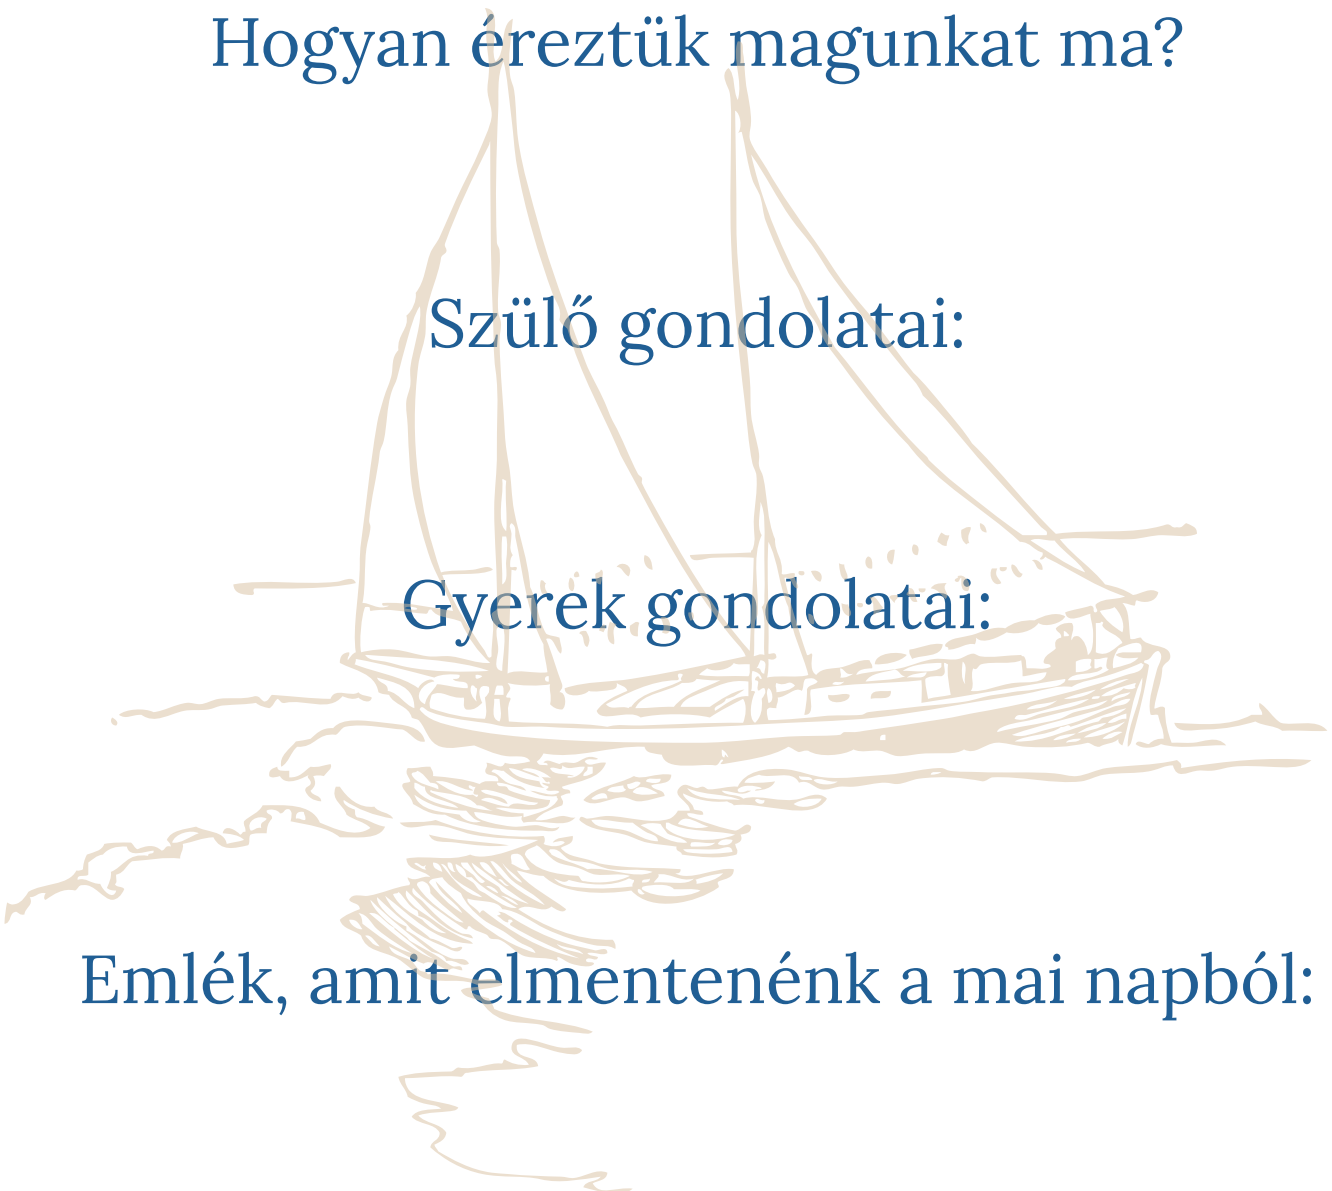 Hogyan éreztük magunkat ma?
Szülő gondolatai:
Gyerek gondolatai:
Emlék, amit elmentenénk a mai napból: